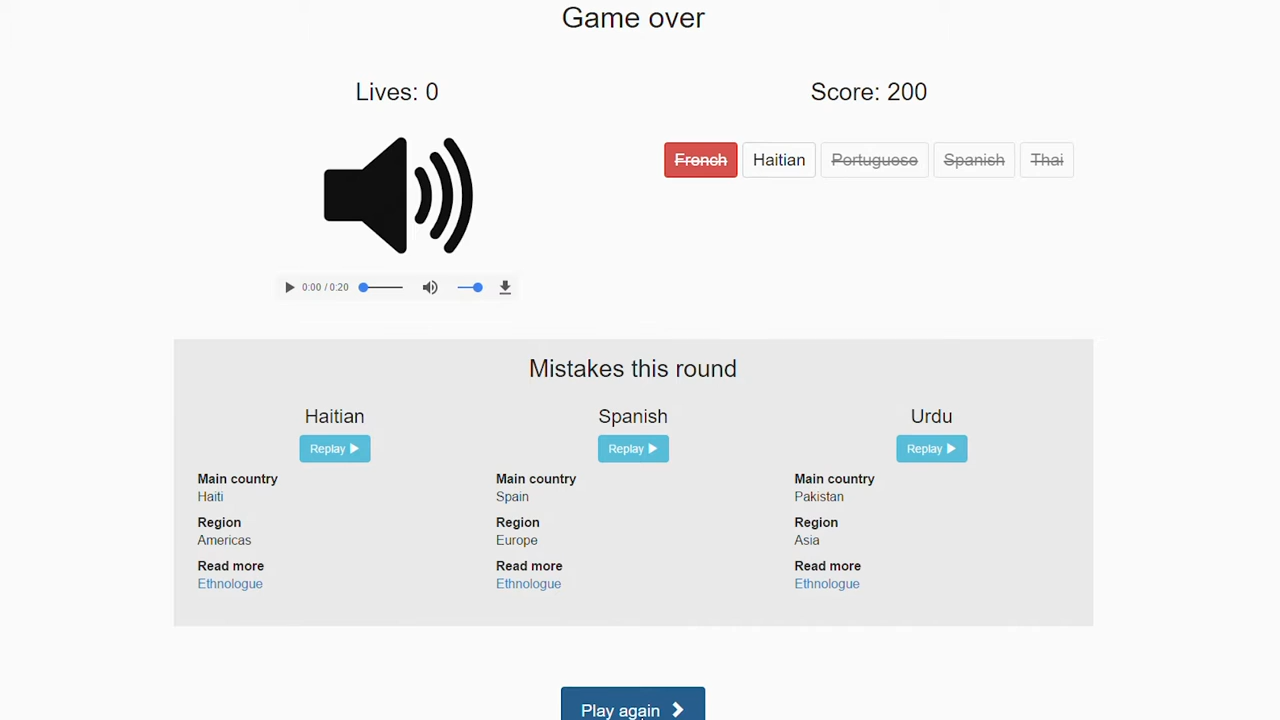 Game over
Lives: 0
Score: 200
French Haitian Portuguese Spanish Thai
0:00 / 0:20
Mistakes this round
Haitian Spanish Urdu
Replay Replay Replay
Main country Main country Main country
Haiti Spain Pakistan
Region Region Region
Americas Europe Asia
Read more Read more Read more
Ethnologue Ethnologue Ethnologue
Play again